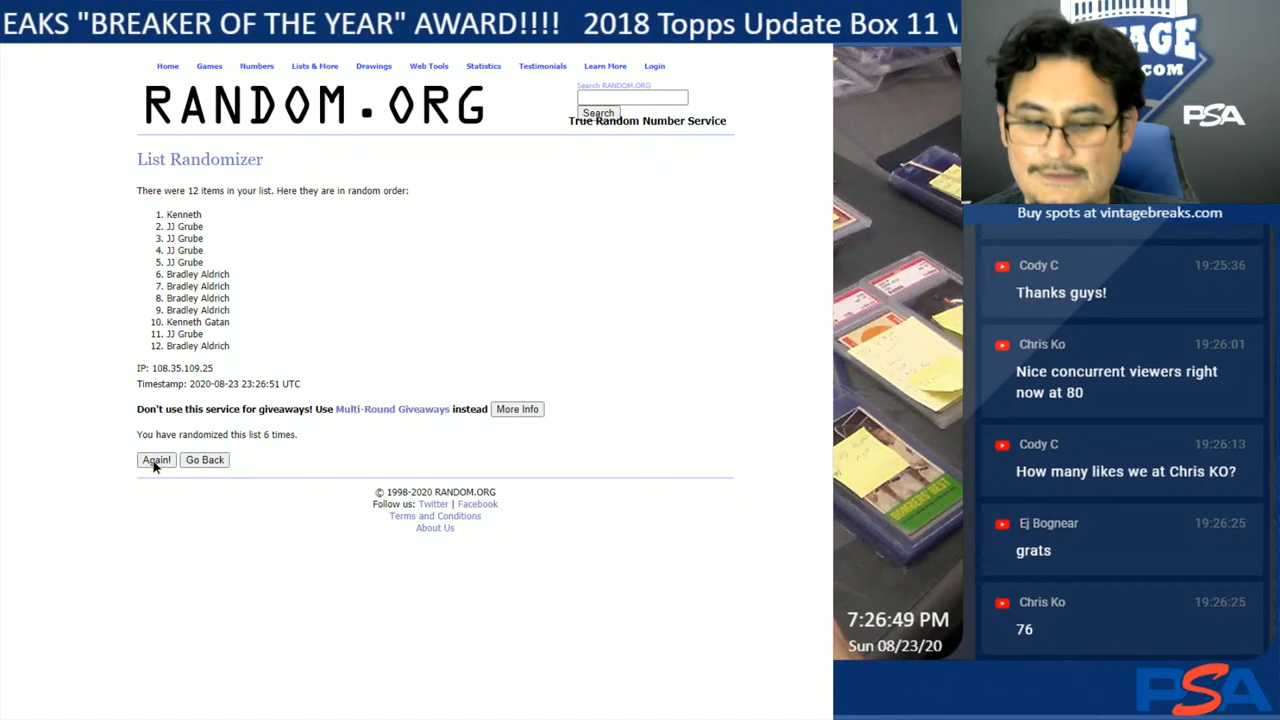 EAKS "BREAKER OF THE YEAR" AWARD!!!! 2018 Topps Update Box 11
Home Games Numbers Lists & More Drawings Web Tools Statistics Testimonials Learn More Login
RANDOM.ORG
Search RANDOM.ORG
Search
True Random Number Service
List Randomizer
There were 12 items in your list. Here they are in random order:
1. Kenneth
2. JJ Grube
3. JJ Grube
4. JJ Grube
5. JJ Grube
6. Bradley Aldrich
7. Bradley Aldrich
8. Bradley Aldrich
9. Bradley Aldrich
10. Kenneth Gatan
11. JJ Grube
12. Bradley Aldrich
IP: 108.35.109.25
Timestamp: 2020-08-23 23:26:51 UTC
Don't use this service for giveaways! Use Multi-Round Giveaways instead More Info
You have randomized this list 6 times.
Again! Go Back
© 1998-2020 RANDOM.ORG
Follow us: Twitter | Facebook
Terms and Conditions
About Us
PSA
Buy spots at vintagebreaks.com
Cody C 19:25:36
Thanks guys!
Chris Ko 19:26:01
Nice concurrent viewers right
now at 80
Cody C 19:26:13
How many likes we at Chris KO?
Ej Bognear 19:26:25
grats
Chris Ko 19:26:25
76
7:26:49 PM
Sun 08/23/20
PSA